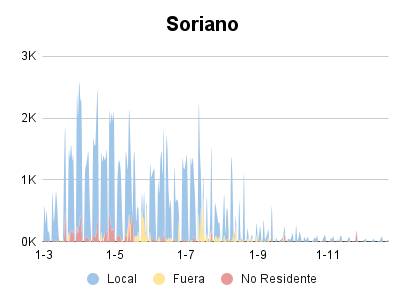 Soriano
3K
2K
1K
0K
1-3 1-5 1-7 1-9 1-11
Local Fuera No Residente